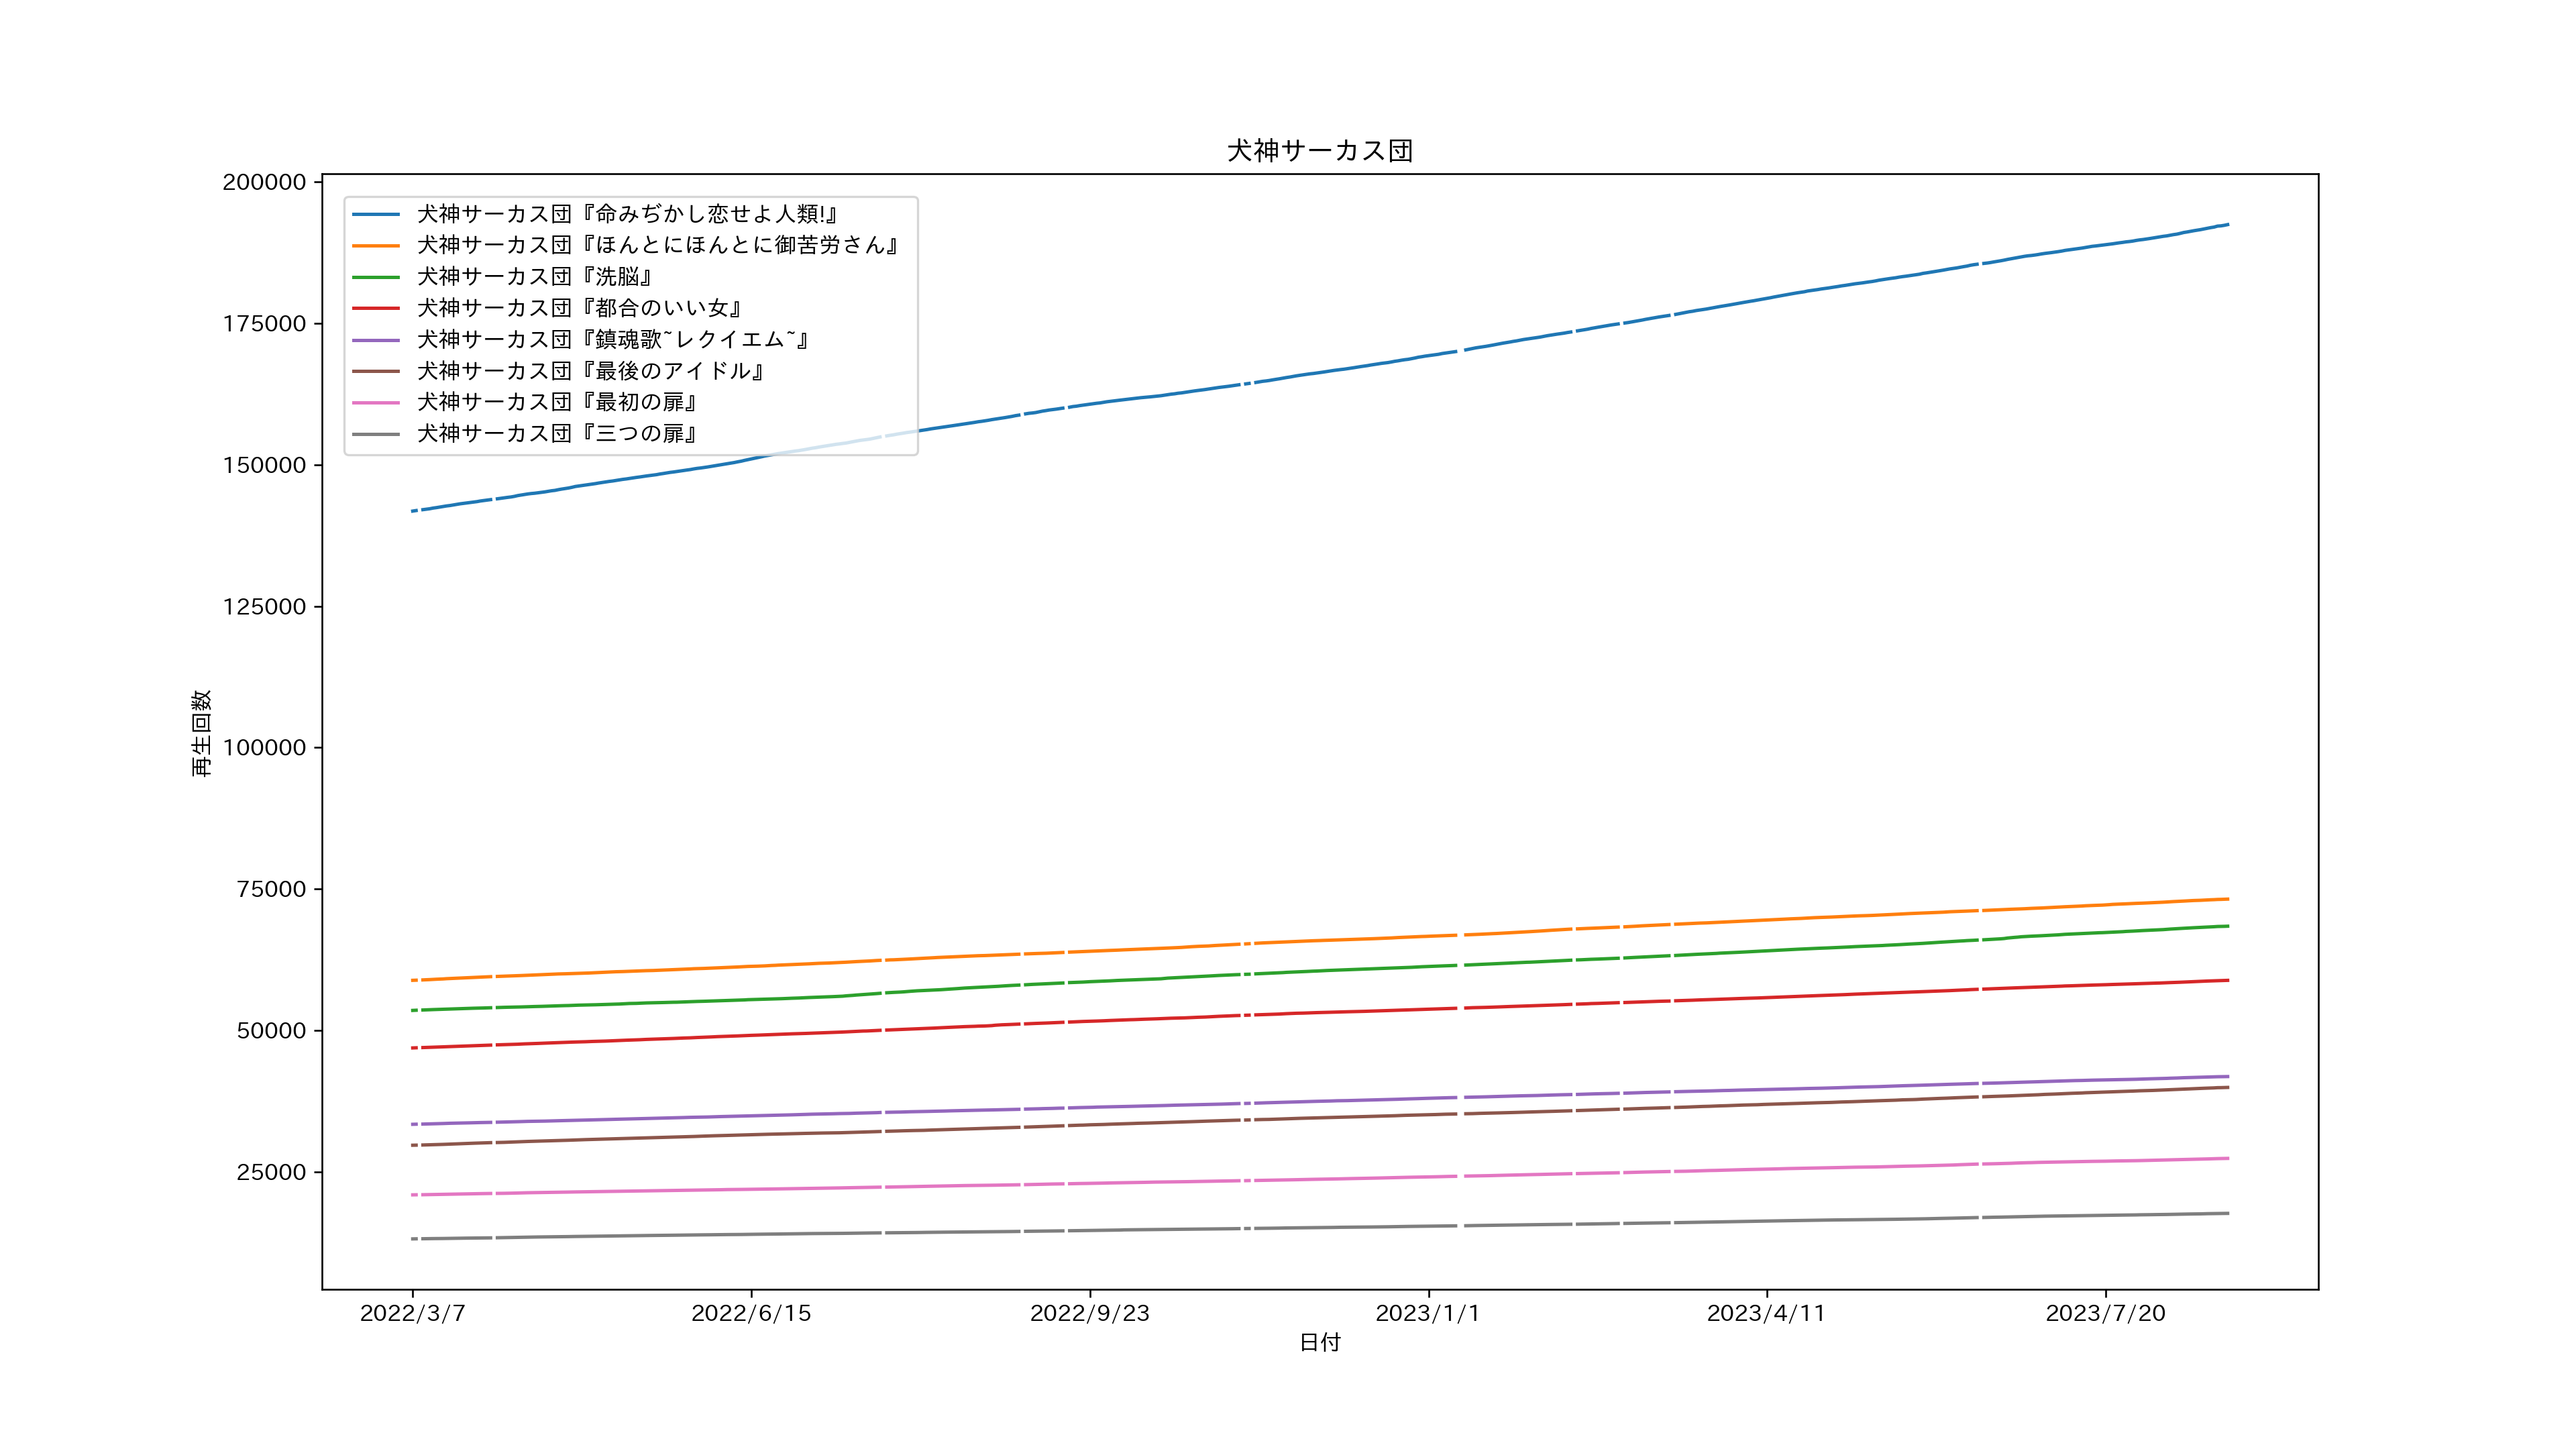 犬神サーカス団
200000
175000
150000
125000
100000
75000
50000
25000
再生回数
犬神サーカス団『命みぢかし恋せよ人類!』
犬神サーカス団『ほんとにほんとに御苦労さん』
犬神サーカス団『洗脳』
犬神サーカス団『都合のいい女』
犬神サーカス団『鎮魂歌~レクイエム~』
犬神サーカス団『最後のアイドル』
犬神サーカス団『最初の扉』
犬神サーカス団『三つの扉』
2022/3/7 2022/6/15 2022/9/23 2023/1/1 2023/4/11 2023/7/20
日付